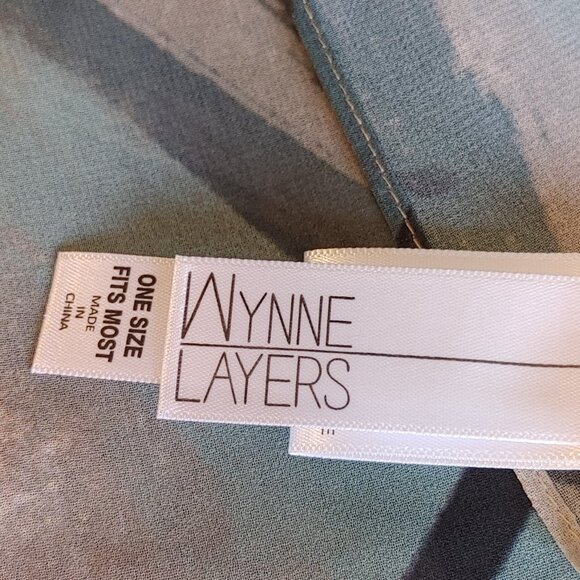 WYNNE
LAYERS
ONE SIZE
FITS MOST
MADE
IN
CHINA